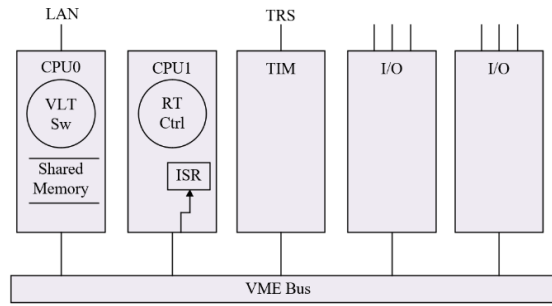 LAN
TRS
CPU0
CPU1
TIM
I/O
I/O
VLT
Sw
RT
Ctrl
Shared
Memory
ISR
VME Bus